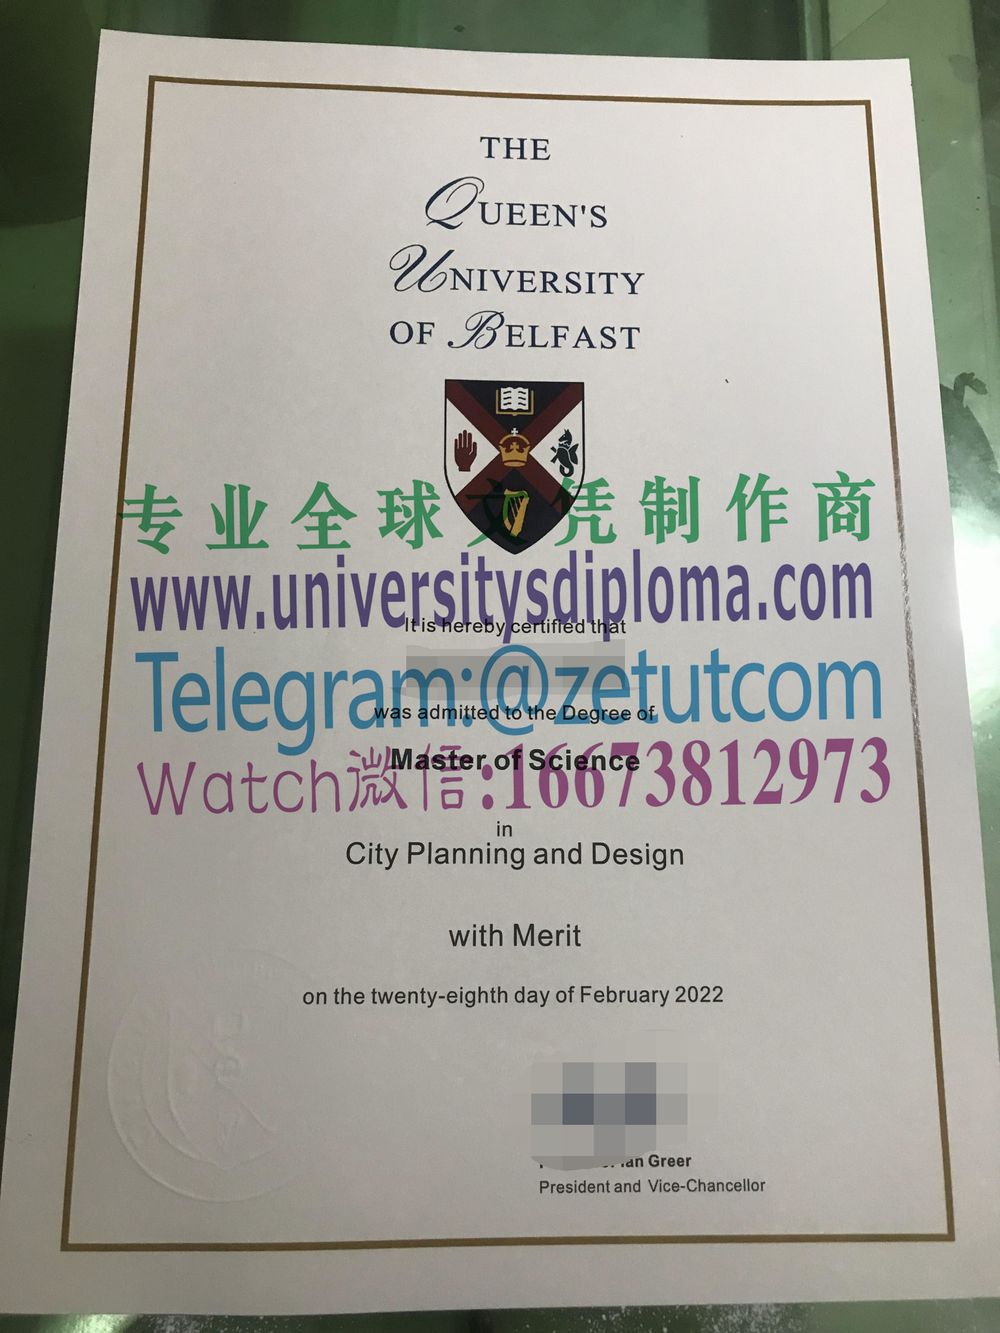 THE
QUEEN'S
UNIVERSITY
OF BELFAST
专业全球文凭制作商
www.universitysdiploma.com
It is hereby certified that
Telegram:@zetutcom
was admitted to the Degree of
Master of Science
Watch微信:16673812973
in
City Planning and Design
with Merit
on the twenty-eighth day of February 2022
Ian Greer
President and Vice-Chancellor